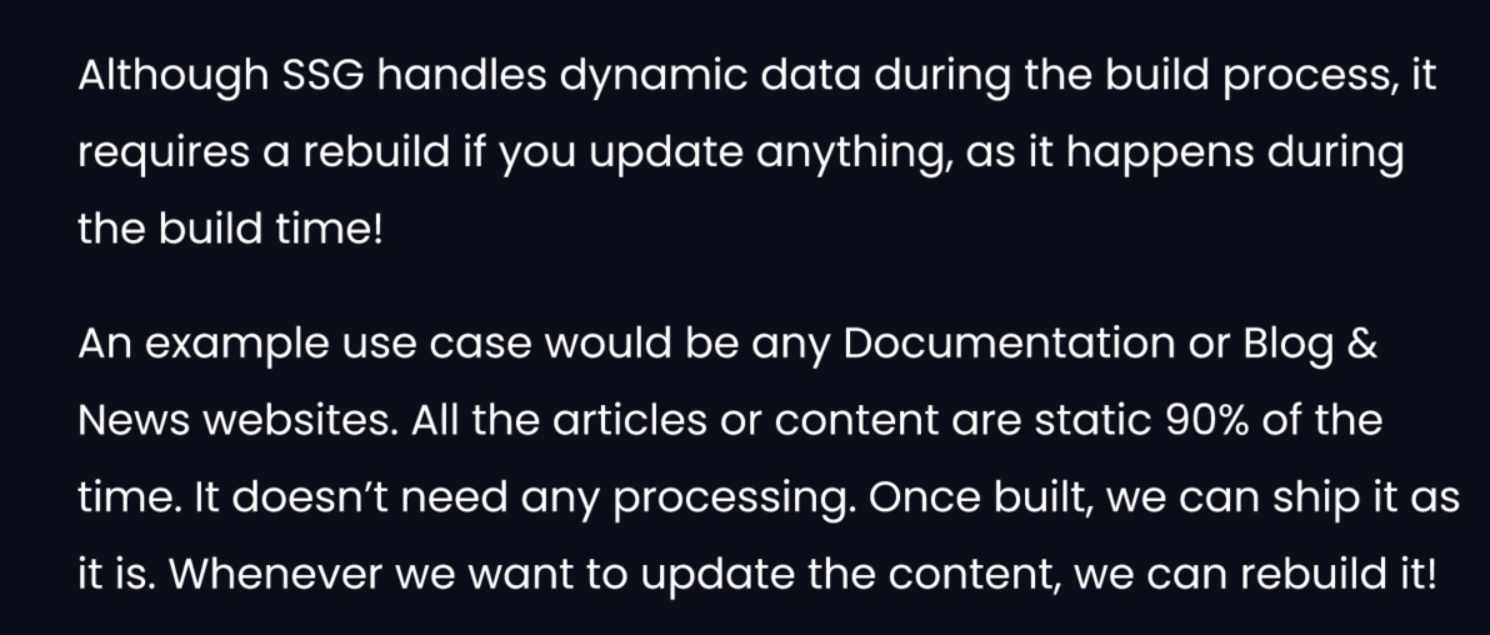 Although SSG handles dynamic data during the build process, it
requires a rebuild if you update anything, as it happens during
the build time!
An example use case would be any Documentation or Blog &
News websites. All the articles or content are static 90% of the
time. It doesn’t need any processing. Once built, we can ship it as
it is. Whenever we want to update the content, we can rebuild it!